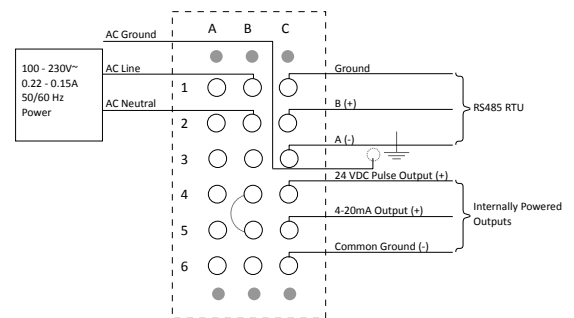 A B C
AC Ground
100 - 230V~
0.22 - 0.15A
50/60 Hz
Power
AC Line
AC Neutral
1
2
3
4
5
6
Ground
B (+)
A (-)
RS485 RTU
24 VDC Pulse Output (+)
4-20mA Output (+)
Common Ground (-)
Internally Powered
Outputs